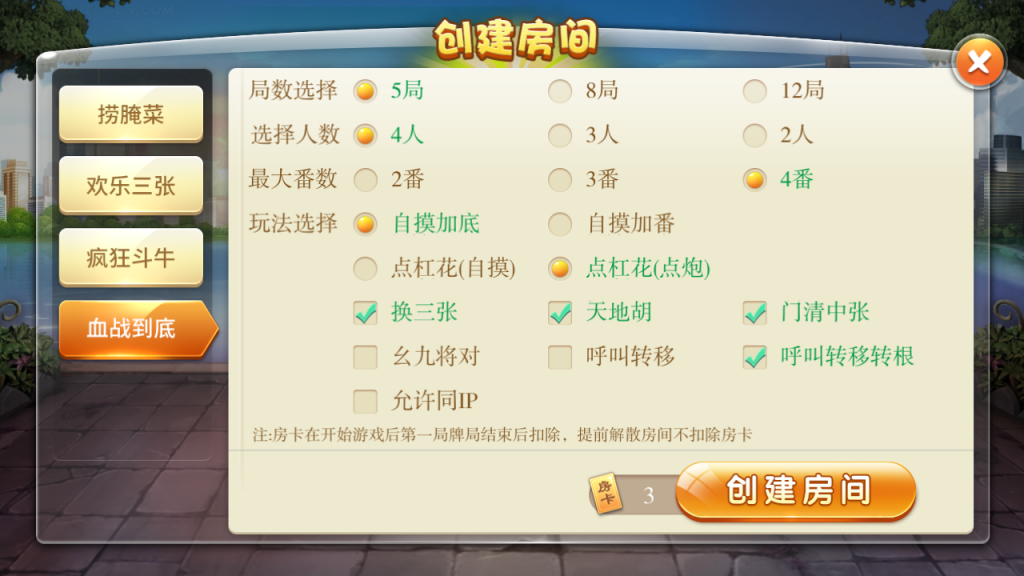 创建房间
捞腌菜
欢乐三张
疯狂斗牛
血战到底
局数选择 5局 8局 12局
选择人数 4人 3人 2人
最大番数 2番 3番 4番
玩法选择 自摸加底 自摸加番
点杠花(自摸) 点杠花(点炮)
换三张 天地胡 门清中张
幺九将对 呼叫转移 呼叫转移转根
允许同IP
注:房卡在开始游戏后第一局牌局结束后扣除，提前解散房间不扣除房卡
房卡 3 创建房间